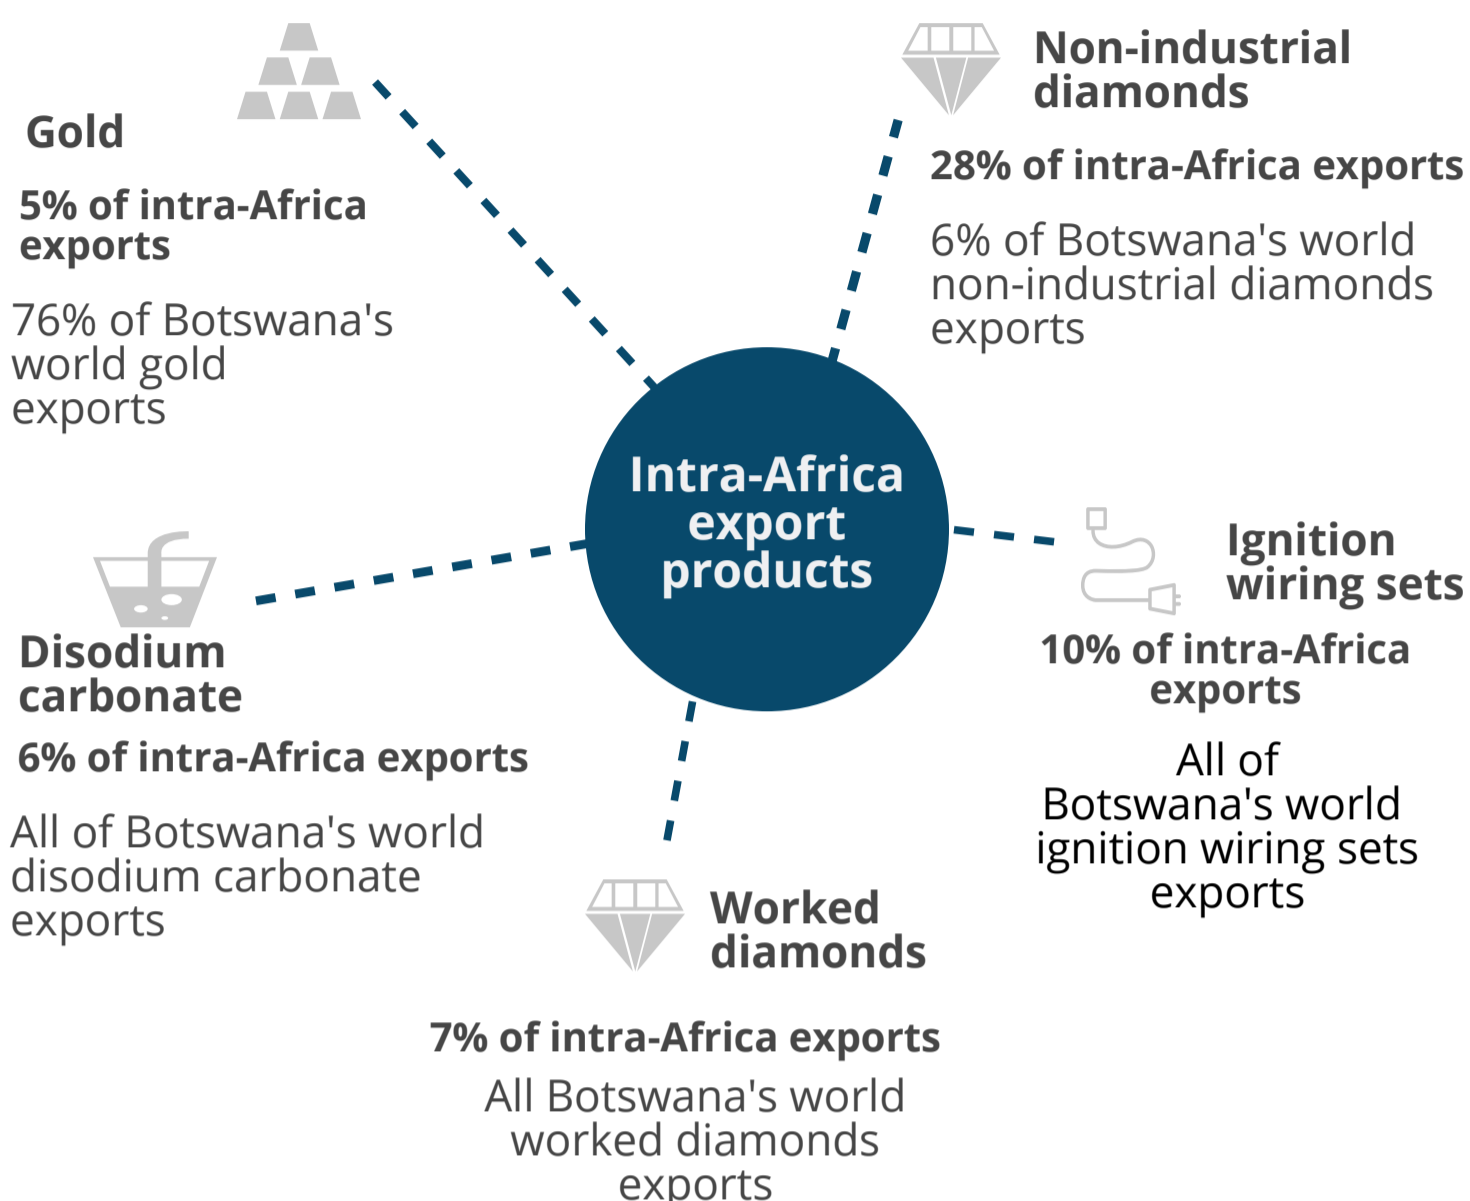 Gold
5% of intra-Africa
exports
76% of Botswana's
world gold
exports
Non-industrial
diamonds
28% of intra-Africa exports
6% of Botswana's world
non-industrial diamonds
exports
Intra-Africa
export
products
Ignition
wiring sets
10% of intra-Africa
exports
All of
Botswana's world
ignition wiring sets
exports
Disodium
carbonate
6% of intra-Africa exports
All of Botswana's world
disodium carbonate
exports
Worked
diamonds
7% of intra-Africa exports
All Botswana's world
worked diamonds
exports